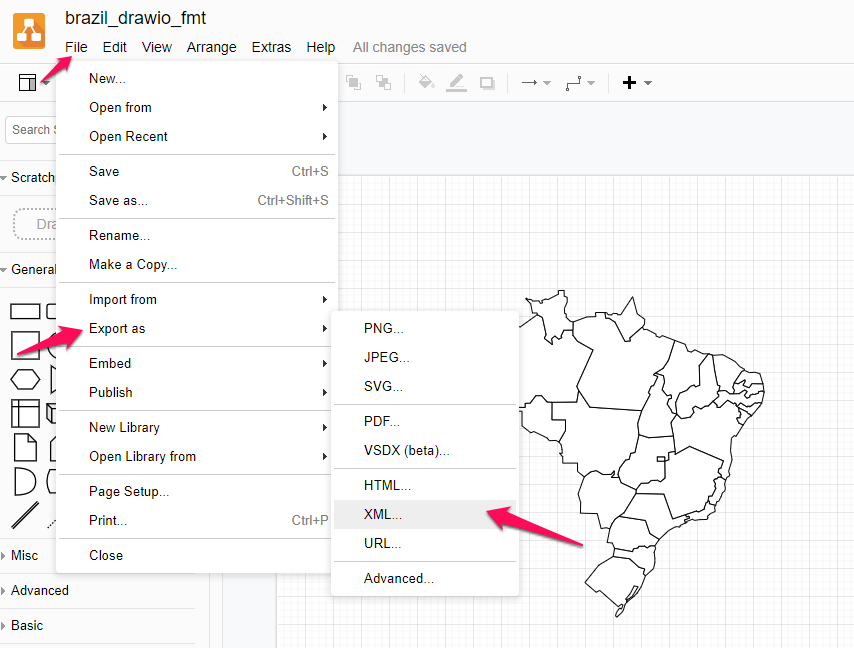 brazil_drawio_fmt
File Edit View Arrange Extras Help All changes saved
New...
Open from
Open Recent
Search S
Save Ctrl+S
Scratch
Save as... Ctrl+Shift+S
Dra
Rename...
Make a Copy...
General
Import from
Export as
PNG...
JPEG...
Embed
SVG...
Publish
PDF...
New Library
VSDX (beta)...
Open Library from
HTML...
Page Setup...
XML...
Print... Ctrl+P
URL...
Close
Misc
Advanced...
Advanced
Basic